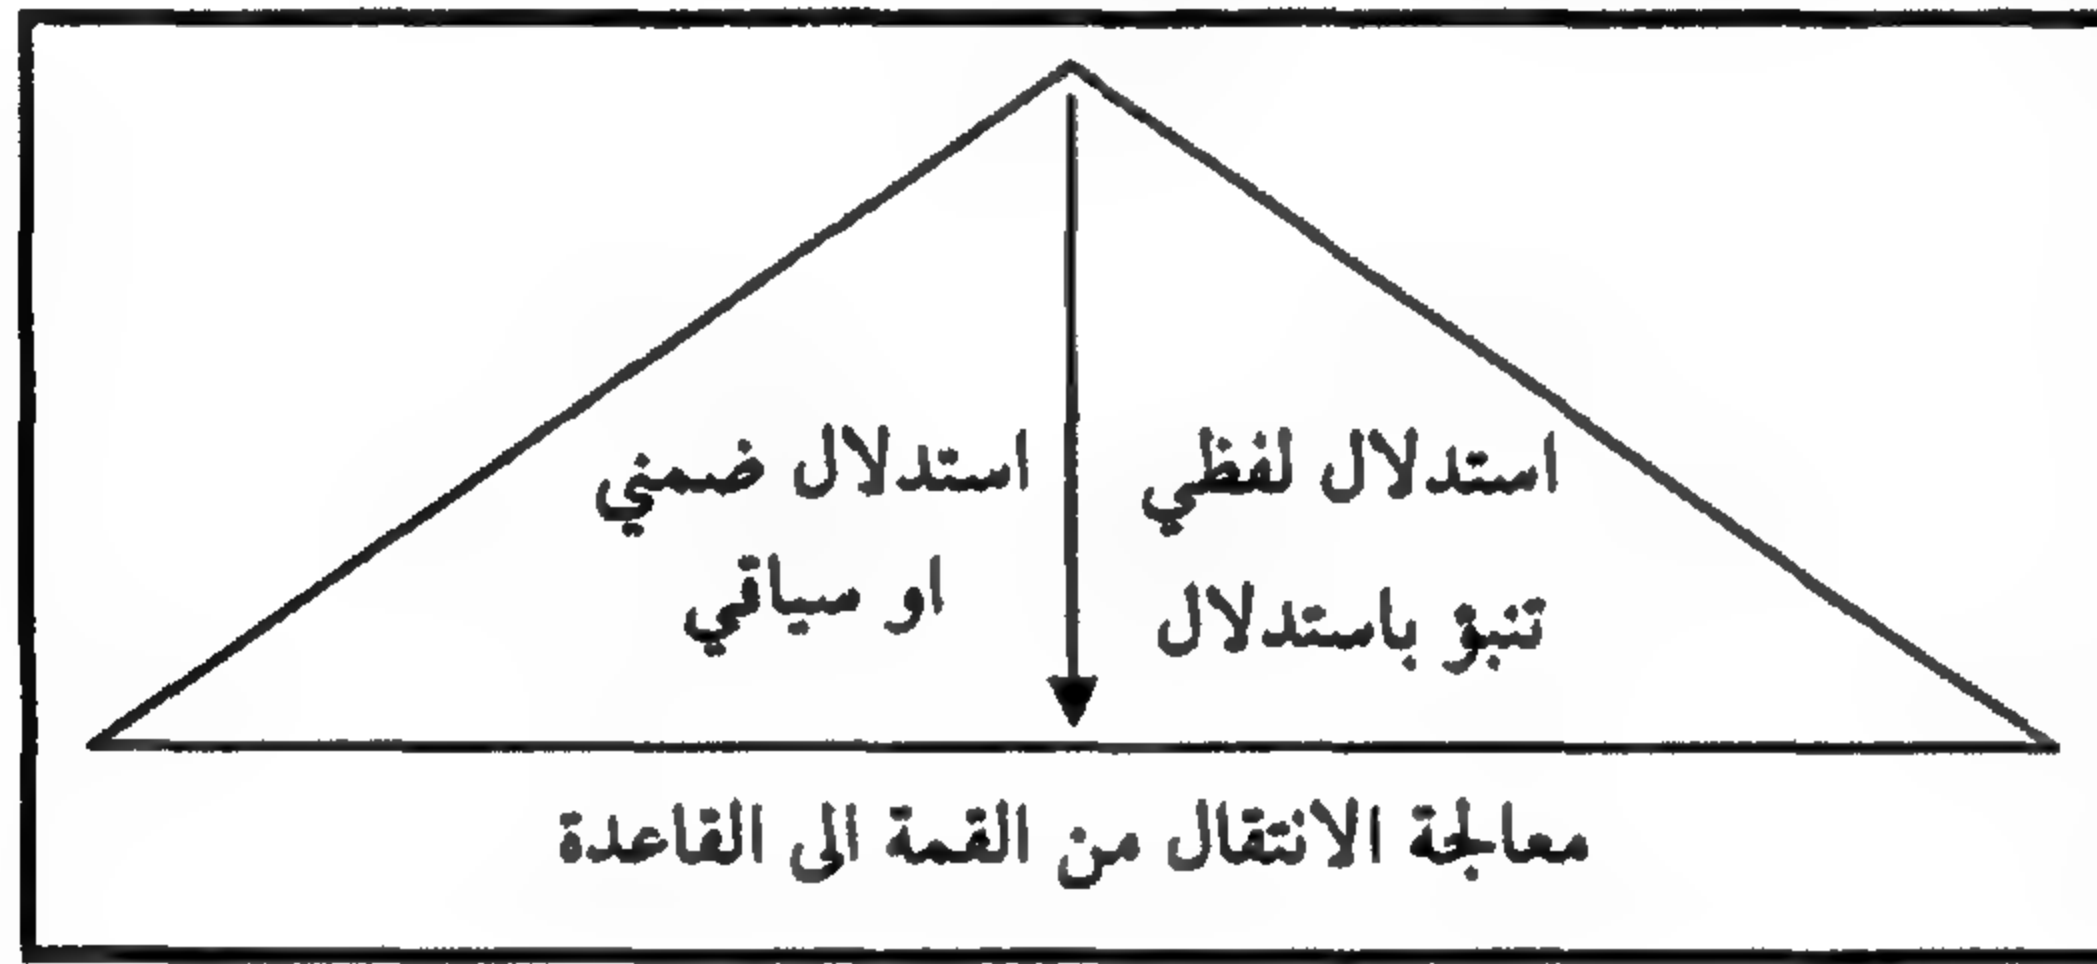 استدلال لفظي
تنبؤ باستدلال
استدلال ضمني
او سياقي
معالجة الانتقال من القمة الى القاعدة